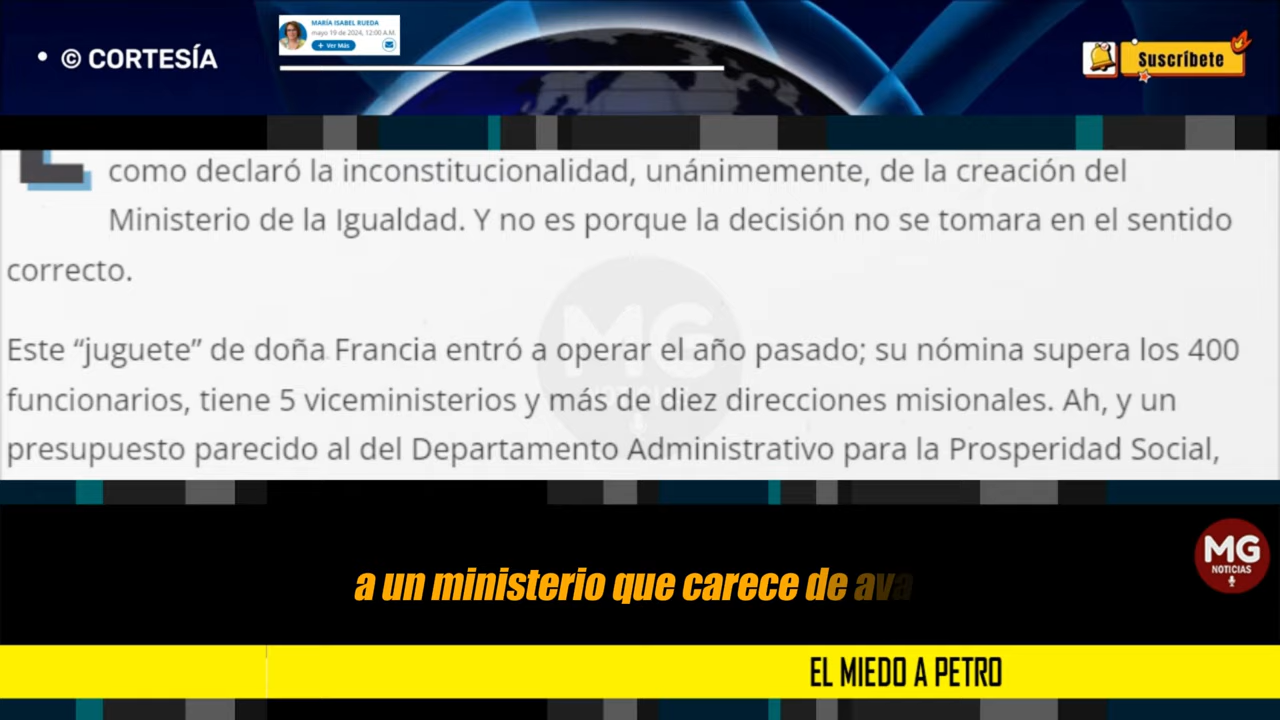 • © CORTESÍA
MARÍA ISABEL RUEDA
mayo 19 de 2024, 12:00 A.M.
+ Ver Más
Suscríbete
como declaró la inconstitucionalidad, unánimemente, de la creación del
Ministerio de la Igualdad. Y no es porque la decisión no se tomara en el sentido
correcto.
Este “juguete” de doña Francia entró a operar el año pasado; su nómina supera los 400
funcionarios, tiene 5 viceministerios y más de diez direcciones misionales. Ah, y un
presupuesto parecido al del Departamento Administrativo para la Prosperidad Social,
MG
a un ministerio que carece de ava
MG
NOTICIAS
EL MIEDO A PETRO